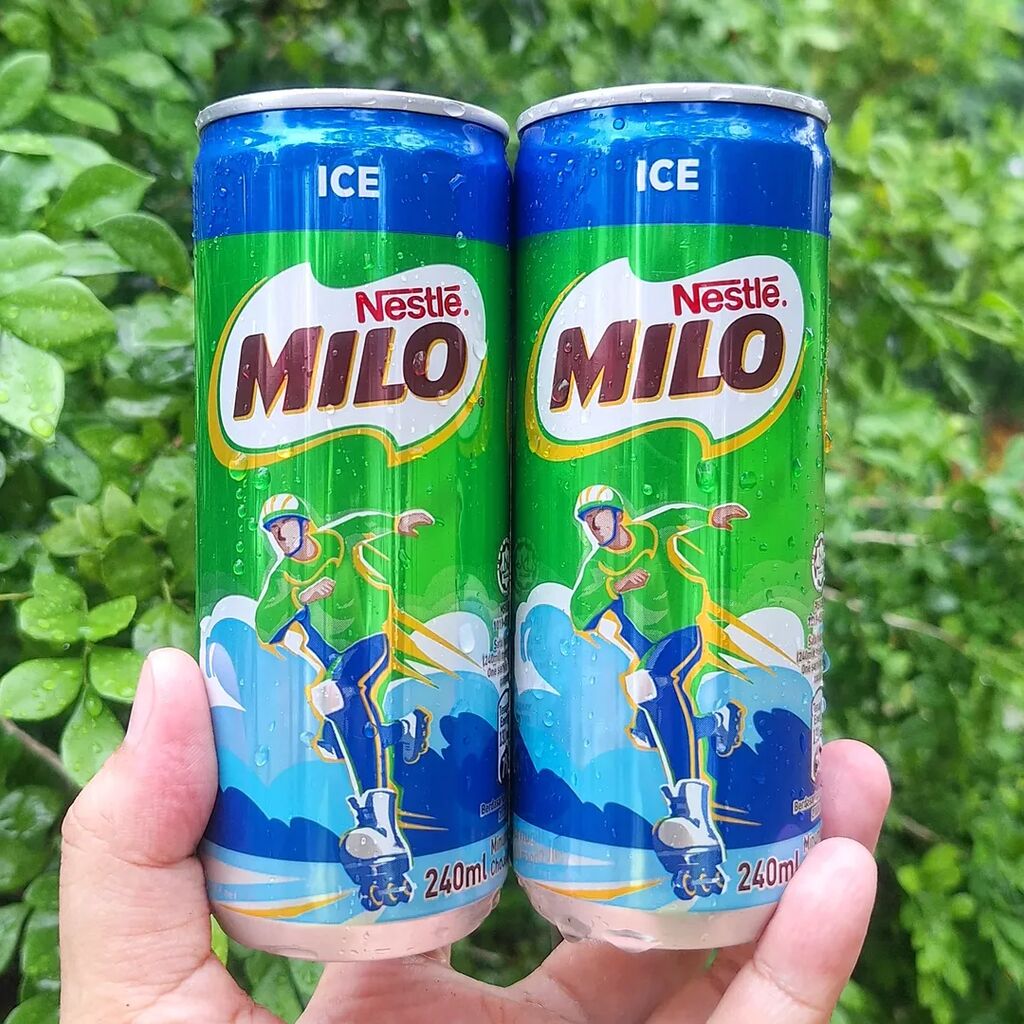 ICE
Nestlé.
MILO
240ml
ICE
Nestlé.
MILO
240ml